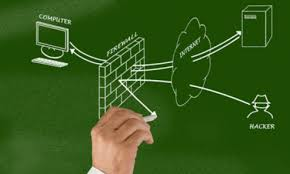 COMPUTER
FIREWALL
INTERNET
HACKER